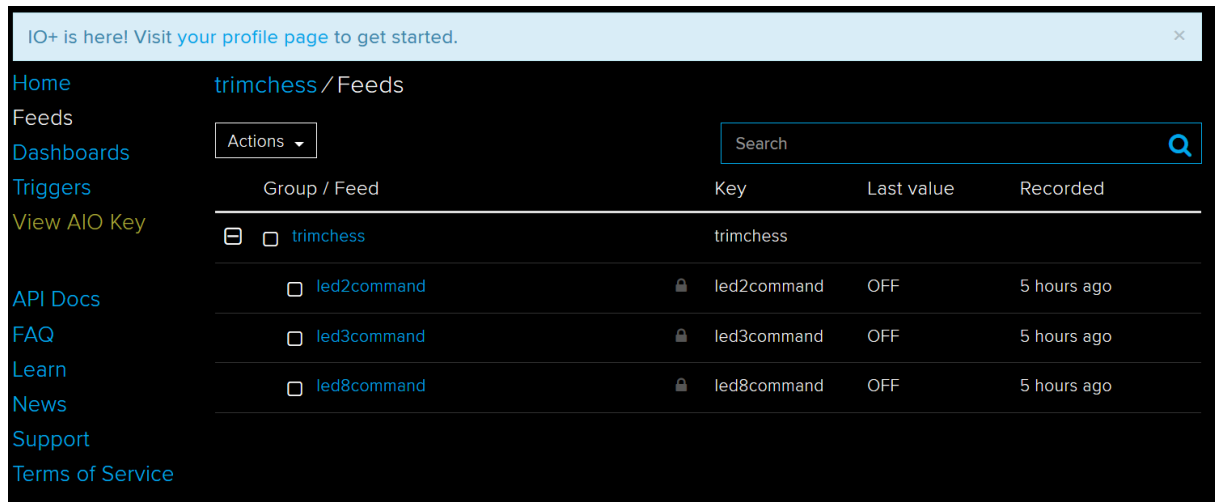 IO+ is here! Visit your profile page to get started. ×
Home
Feeds
Dashboards
Triggers
View AIO Key
API Docs
FAQ
Learn
News
Support
Terms of Service
trimchess / Feeds
Actions
Search
Group / Feed Key Last value Recorded
trimchess trimchess
led2command led2command OFF 5 hours ago
led3command led3command OFF 5 hours ago
led8command led8command OFF 5 hours ago